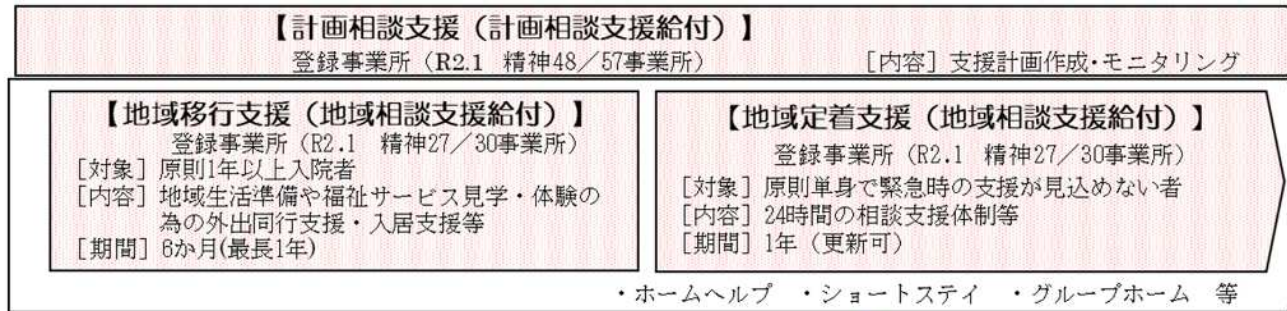 【計画相談支援（計画相談支援給付）】
登録事業所（R2.1 精神48／57事業所） ［内容］支援計画作成・モニタリング
【地域移行支援（地域相談支援給付）】
登録事業所（R2.1 精神27／30事業所）
［対象］原則1年以上入院者
［内容］地域生活準備や福祉サービス見学・体験の
為の外出同行支援・入居支援等
［期間］6か月(最長1年)
【地域定着支援（地域相談支援給付）】
登録事業所（R2.1 精神27／30事業所）
［対象］原則単身で緊急時の支援が見込めない者
［内容］24時間の相談支援体制等
［期間］1年（更新可）
・ホームヘルプ ・ショートステイ ・グループホーム 等